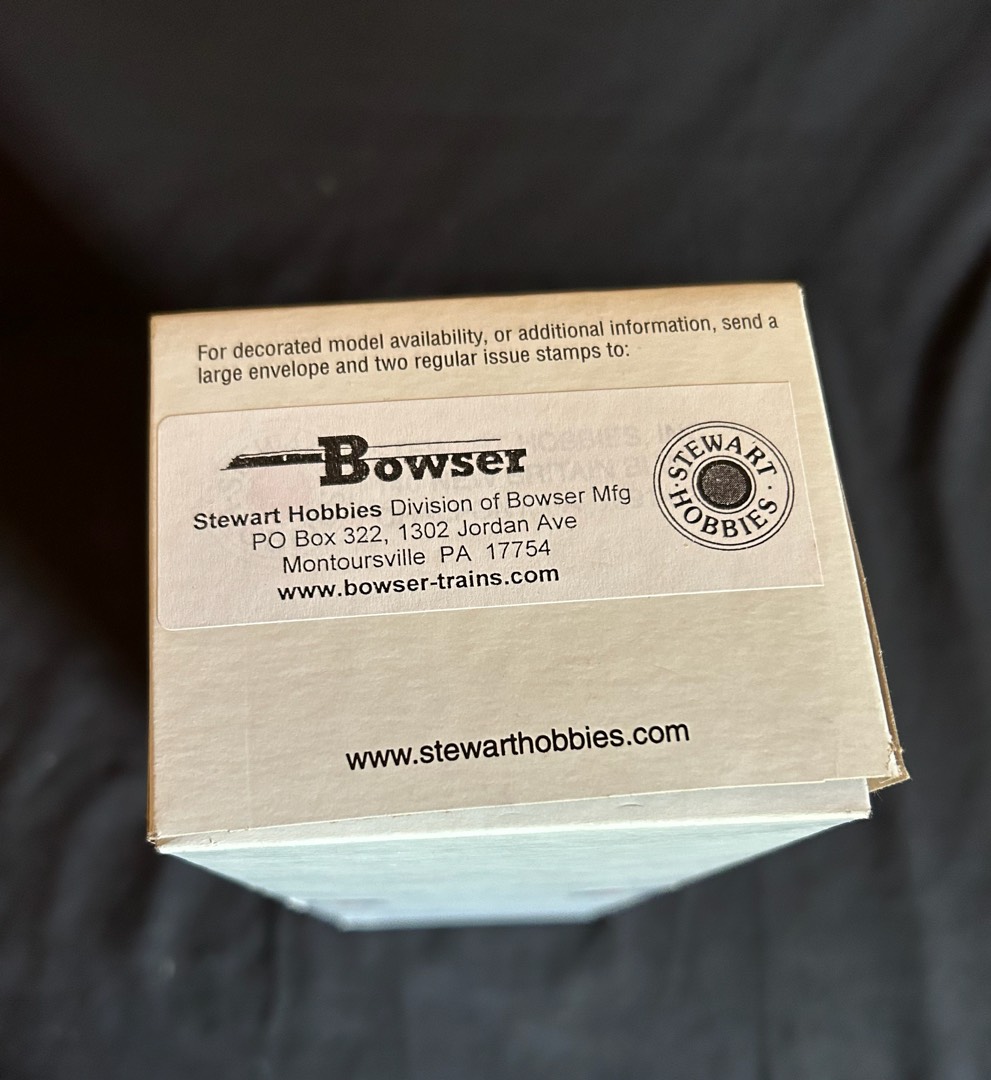 For decorated model availability, or additional information, send a
large envelope and two regular issue stamps to:
Bowser
Stewart Hobbies Division of Bowser Mfg
PO Box 322, 1302 Jordan Ave
Montoursville PA 17754
www.bowser-trains.com
STEWART HOBBIES
www.stewarthobbies.com